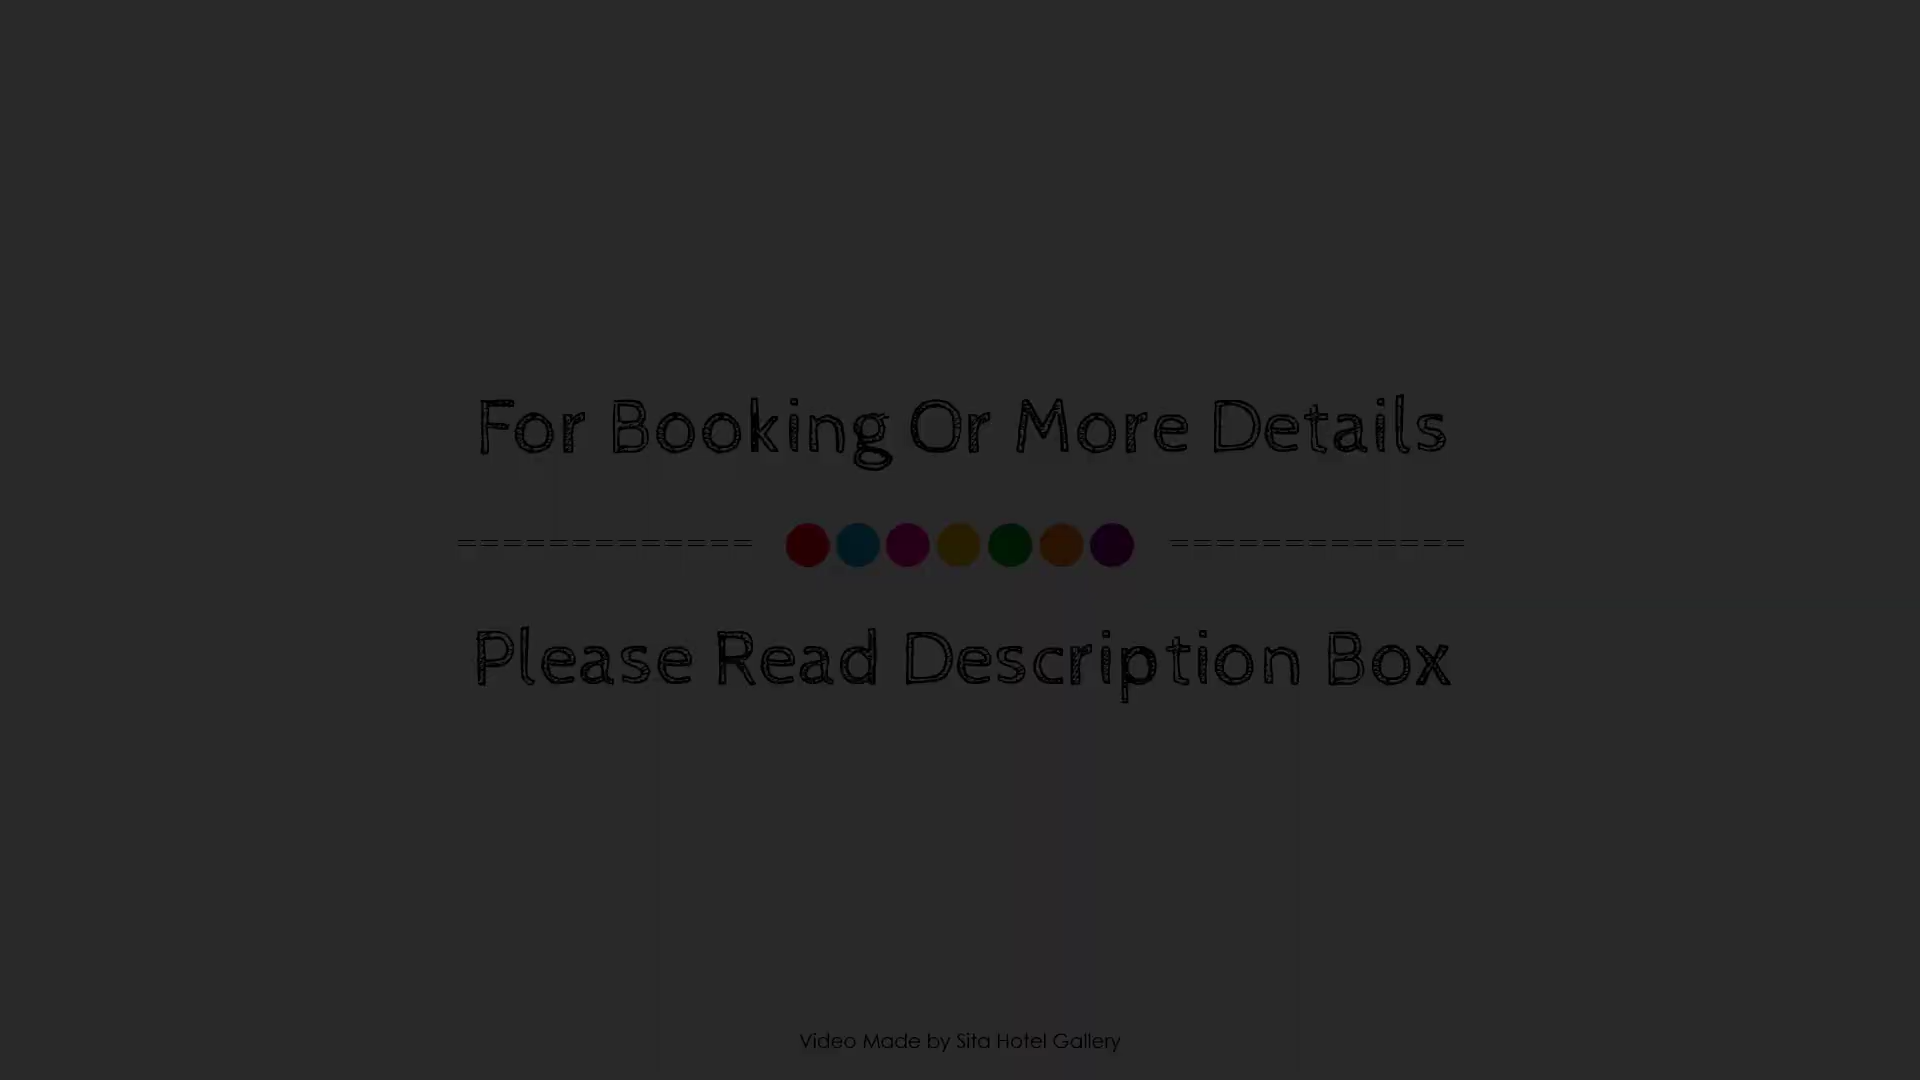 For Booking Or More Details
============= =============
Please Read Description Box
Video Made by Sita Hotel Gallery